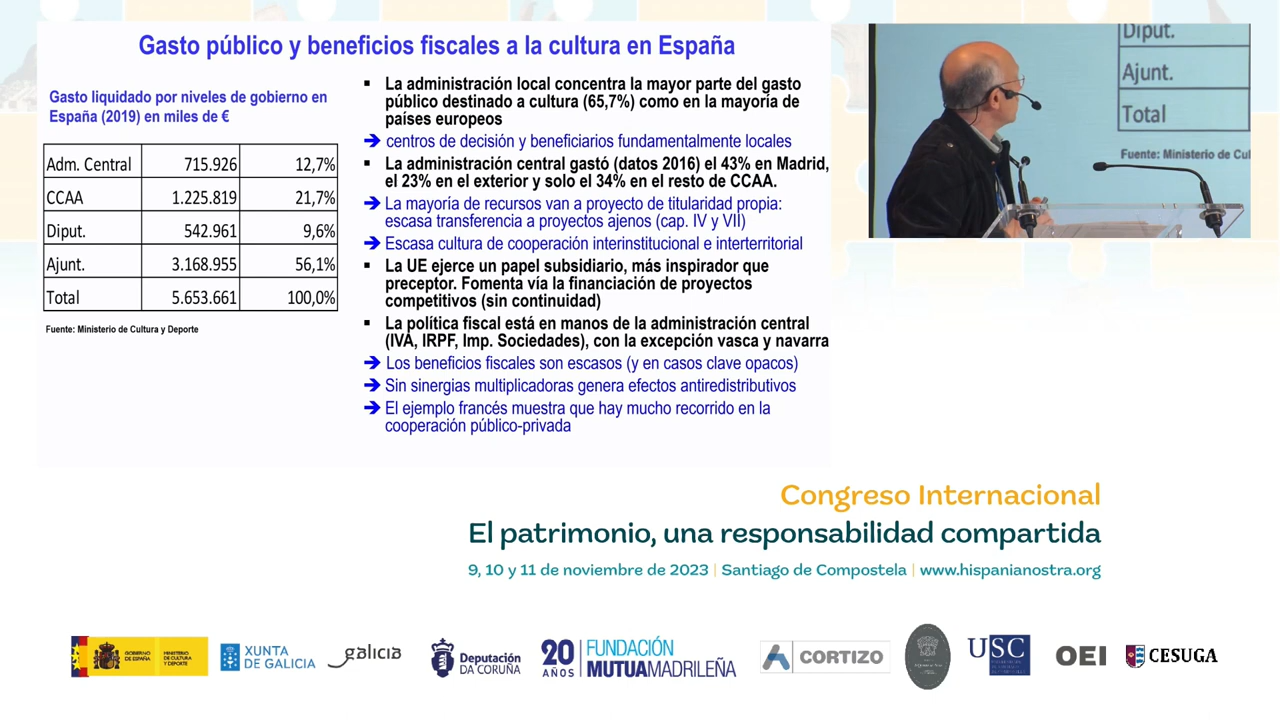 Gasto público y beneficios fiscales a la cultura en España
Gasto liquidado por niveles de gobierno en
España (2019) en miles de €
Adm. Central 715.926 12,7%
CCAA 1.225.819 21,7%
Diput. 542.961 9,6%
Ajunt. 3.168.955 56,1%
Total 5.653.661 100,0%
Fuente: Ministerio de Cultura y Deporte
▪ La administración local concentra la mayor parte del gasto
público destinado a cultura (65,7%) como en la mayoría de
países europeos
➔ centros de decisión y beneficiarios fundamentalmente locales
▪ La administración central gastó (datos 2016) el 43% en Madrid,
el 23% en el exterior y solo el 34% en el resto de CCAA.
➔ La mayoría de recursos van a proyecto de titularidad propia:
escasa transferencia a proyectos ajenos (cap. IV y VII)
➔ Escasa cultura de cooperación interinstitucional e interterritorial
▪ La UE ejerce un papel subsidiario, más inspirador que
preceptor. Fomenta vía la financiación de proyectos
competitivos (sin continuidad)
▪ La política fiscal está en manos de la administración central
(IVA, IRPF, Imp. Sociedades), con la excepción vasca y navarra
➔ Los beneficios fiscales son escasos (y en casos clave opacos)
➔ Sin sinergias multiplicadoras genera efectos antiredistributivos
➔ El ejemplo francés muestra que hay mucho recorrido en la
cooperación público-privada
Diput.
Ajunt.
Total
Fuente: Ministerio de Cul
Congreso Internacional
El patrimonio, una responsabilidad compartida
9, 10 y 11 de noviembre de 2023 | Santiago de Compostela | www.hispanianostra.org
GOBIERNO
DE ESPAÑA
MINISTERIO
DE CULTURA
Y DEPORTE
XUNTA
DE GALICIA
galicia
Deputación
DA CORUÑA
20
AÑOS
FUNDACIÓN
MUTUAMADRILEÑA
CORTIZO
USC
OEI
CESUGA